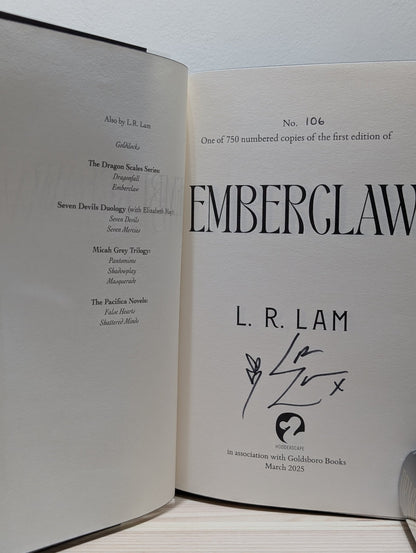 Also by L.R. Lam
Goldilocks
The Dragon Scales Series:
Dragonfall
Emberclaw
Seven Devils Duology (with Elizabeth May):
Seven Devils
Seven Mercies
Micah Grey Trilogy:
Pantomime
Shadowplay
Masquerade
The Pacifica Novels:
False Hearts
Shattered Minds
No. 106
One of 750 numbered copies of the first edition of
EMBERCLAW
L. R. LAM
HODDERSCAPE
in association with Goldsboro Books
March 2025